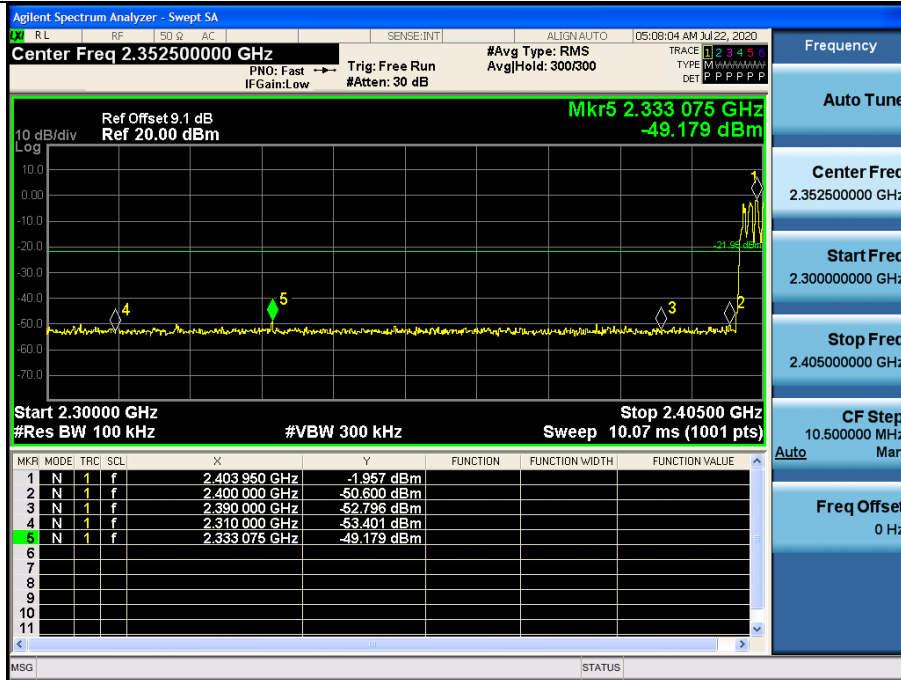 Agilent Spectrum Analyzer - Swept SA
LXI RL RF 50 Ω AC SENSE:INT ALIGN AUTO 05:08:04 AM Jul 22, 2020
Center Freq 2.352500000 GHz
PNO: Fast
IFGain:Low
Trig: Free Run
#Atten: 30 dB
#Avg Type: RMS
Avg|Hold: 300/300
TRACE 1 2 3 4 5 6
TYPE M
DET P P P P P P
Mkr5 2.333 075 GHz
-49.179 dBm
Ref Offset 9.1 dB
10 dB/div Ref 20.00 dBm
Log
10.0
0.00
-10.0
-20.0
-30.0
-40.0
-50.0
-60.0
-70.0
1
-21.96 dBm
5
4
3
2
Start 2.30000 GHz Stop 2.40500 GHz
#Res BW 100 kHz #VBW 300 kHz Sweep 10.07 ms (1001 pts)
MKR MODE TRC SCL X Y FUNCTION FUNCTION WIDTH FUNCTION VALUE
1 N 1 f 2.403 950 GHz -1.957 dBm
2 N 1 f 2.400 000 GHz -50.600 dBm
3 N 1 f 2.390 000 GHz -52.796 dBm
4 N 1 f 2.310 000 GHz -53.401 dBm
5 N 1 f 2.333 075 GHz -49.179 dBm
6
7
8
9
10
11
MSG STATUS
Frequency
Auto Tune
Center Freq
2.352500000 GHz
Start Freq
2.300000000 GHz
Stop Freq
2.405000000 GHz
CF Step
10.500000 MHz
Auto Man
Freq Offset
0 Hz